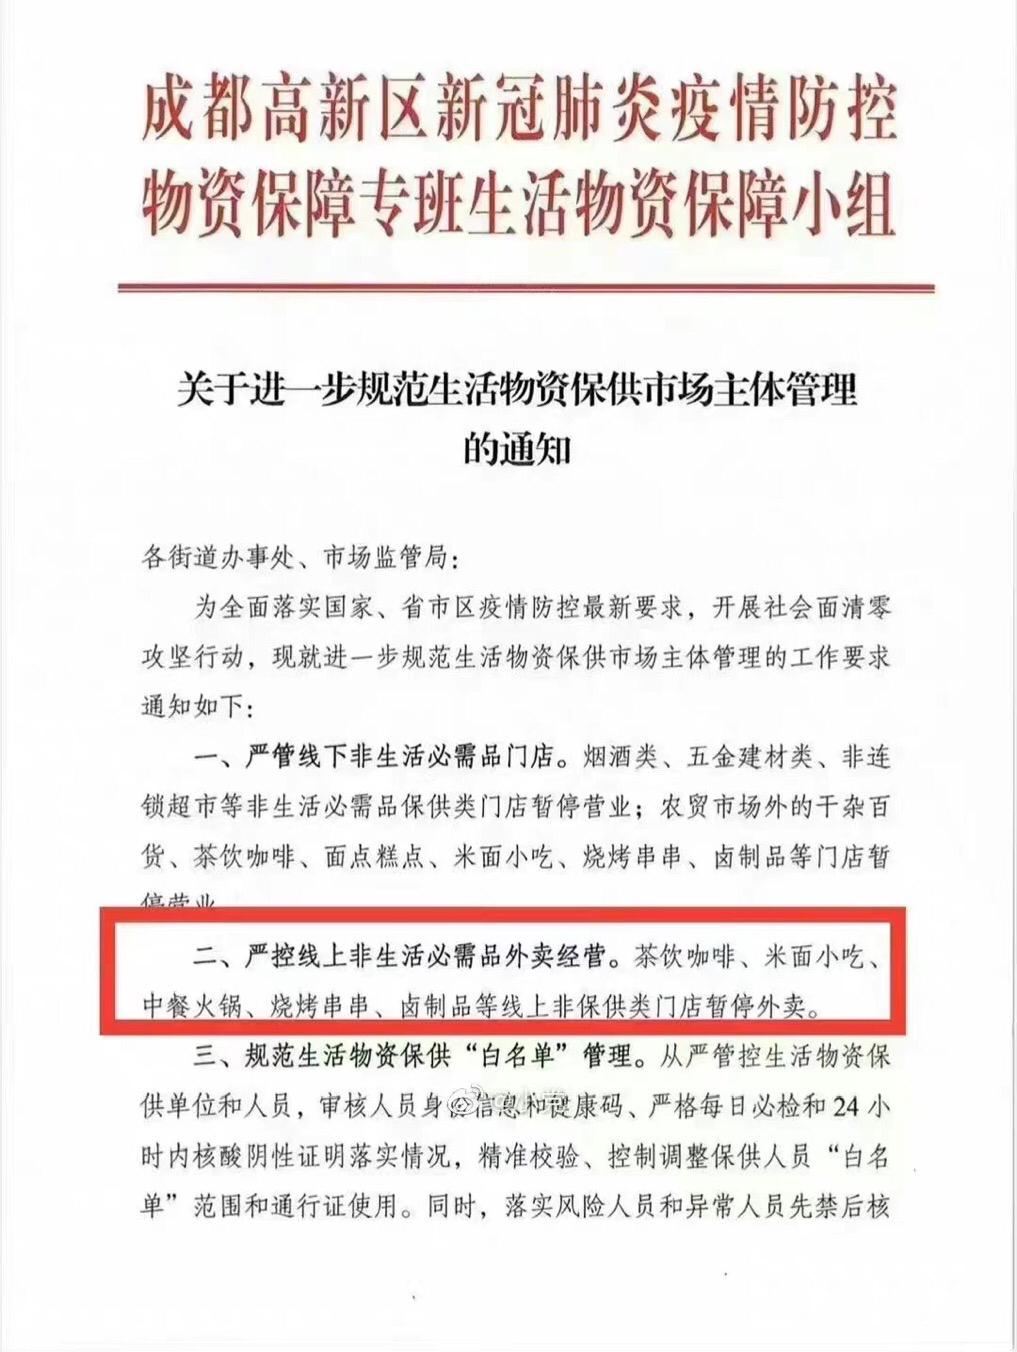 成都高新区新冠肺炎疫情防控
物资保障专班生活物资保障小组
关于进一步规范生活物资保供市场主体管理
的通知
各街道办事处、市场监管局：
为全面落实国家、省市区疫情防控最新要求，开展社会面清零
攻坚行动，现就进一步规范生活物资保供市场主体管理的工作要求
通知如下：
一、严管线下非生活必需品门店。烟酒类、五金建材类、非连
锁超市等非生活必需品保供类门店暂停营业；农贸市场外的干杂百
货、茶饮咖啡、面点糕点、米面小吃、烧烤串串、卤制品等门店暂
停营业
二、严控线上非生活必需品外卖经营。茶饮咖啡、米面小吃、
中餐火锅、烧烤串串、卤制品等线上非保供类门店暂停外卖。
三、规范生活物资保供“白名单”管理。从严管控生活物资保
供单位和人员，审核人员身份信息和健康码、严格每日必检和24小
时内核酸阴性证明落实情况，精准校验、控制调整保供人员“白名
单”范围和通行证使用。同时，落实风险人员和异常人员先禁后核